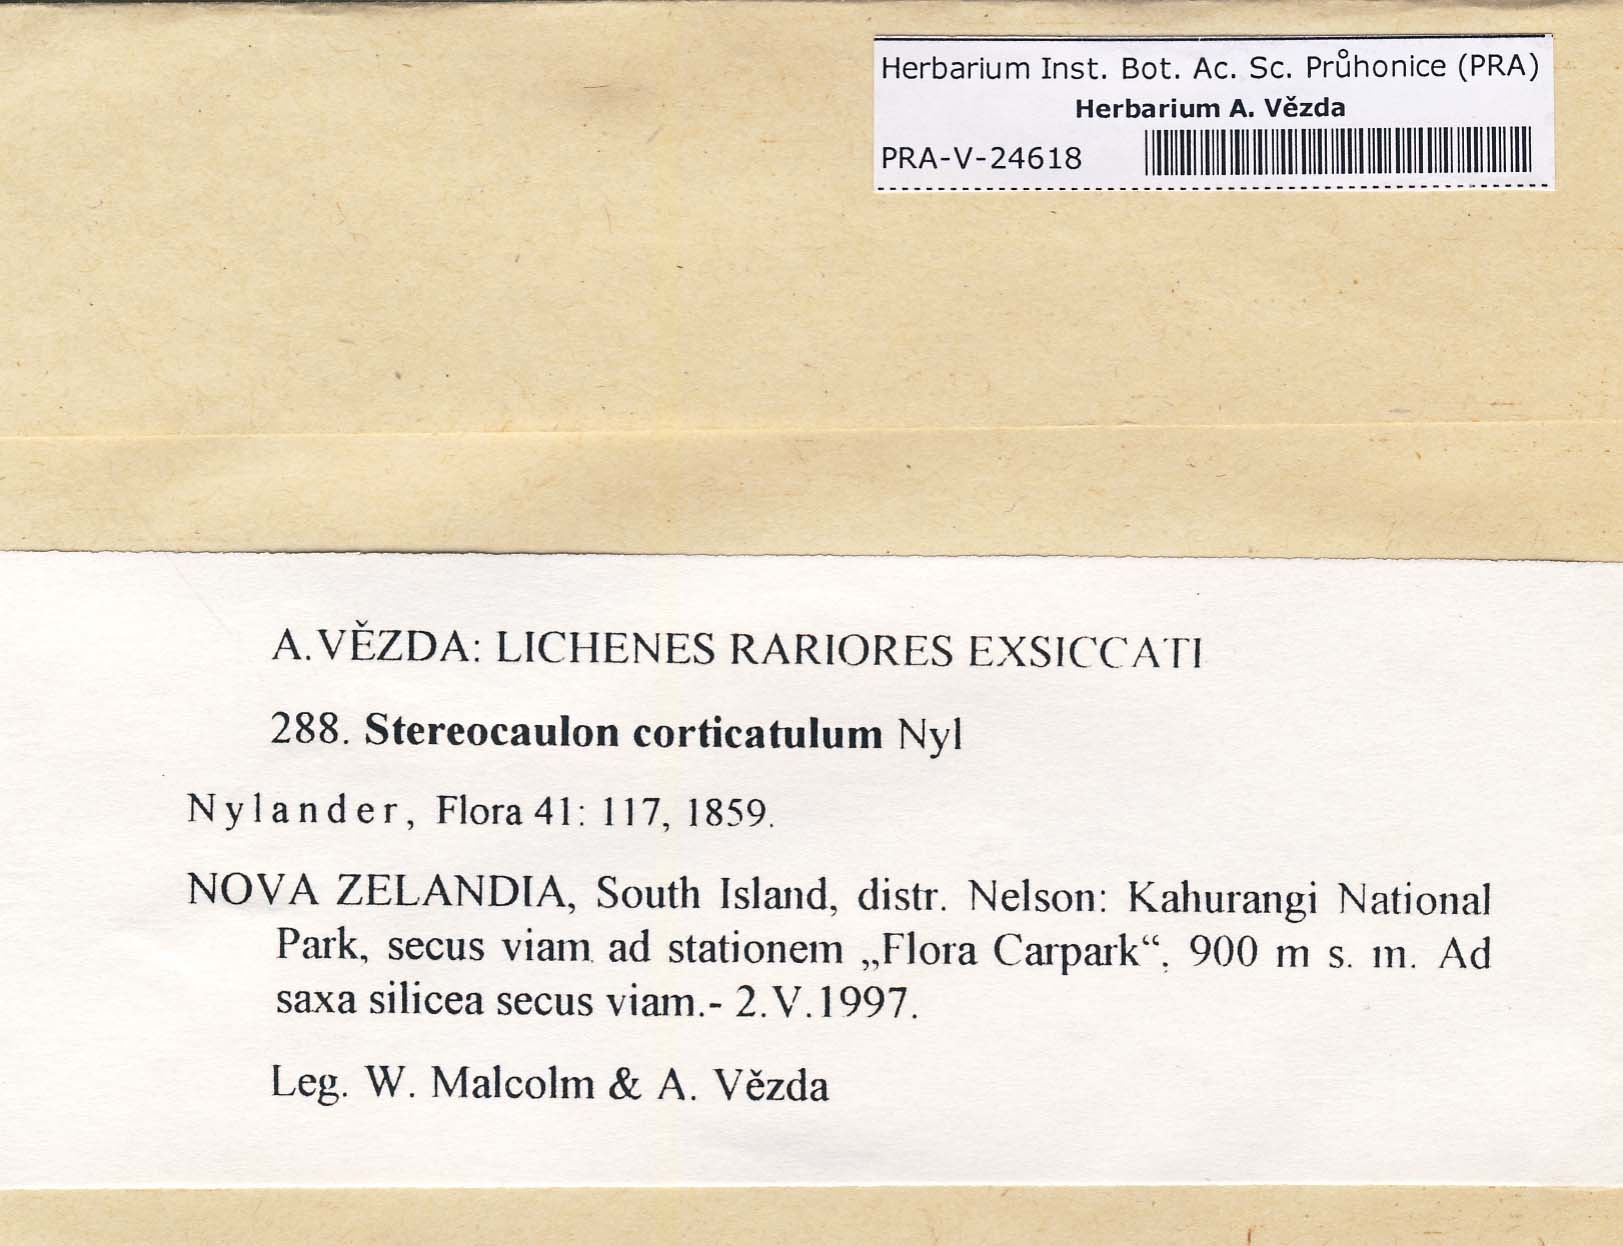 Herbarium Inst. Bot. Ac. Sc. Průhonice (PRA)
Herbarium A. Vězda
PRA-V-24618
A.VĚZDA: LICHENES RARIORES EXSICCATI
288. Stereocaulon corticatulum Nyl
Nylander, Flora 41: 117, 1859.
NOVA ZELANDIA, South Island, distr. Nelson: Kahurangi National
Park, secus viam ad stationem „Flora Carpark“, 900 m s. m. Ad
saxa silicea secus viam.- 2.V.1997.
Leg. W. Malcolm & A. Vězda